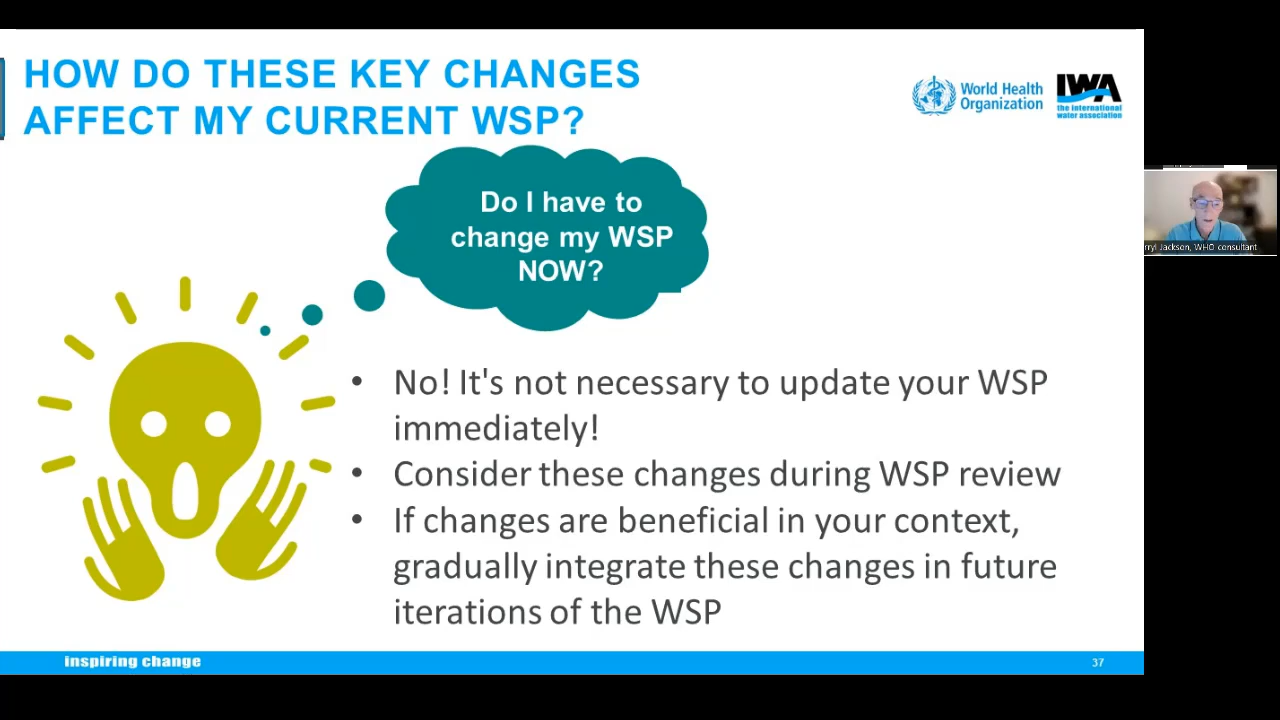 HOW DO THESE KEY CHANGES
AFFECT MY CURRENT WSP?
World Health
Organization
IWA
the international
water association
Do I have to
change my WSP
NOW?
• No! It's not necessary to update your WSP
immediately!
• Consider these changes during WSP review
• If changes are beneficial in your context,
gradually integrate these changes in future
iterations of the WSP
rryl Jackson, WHO consultant
inspiring change
37